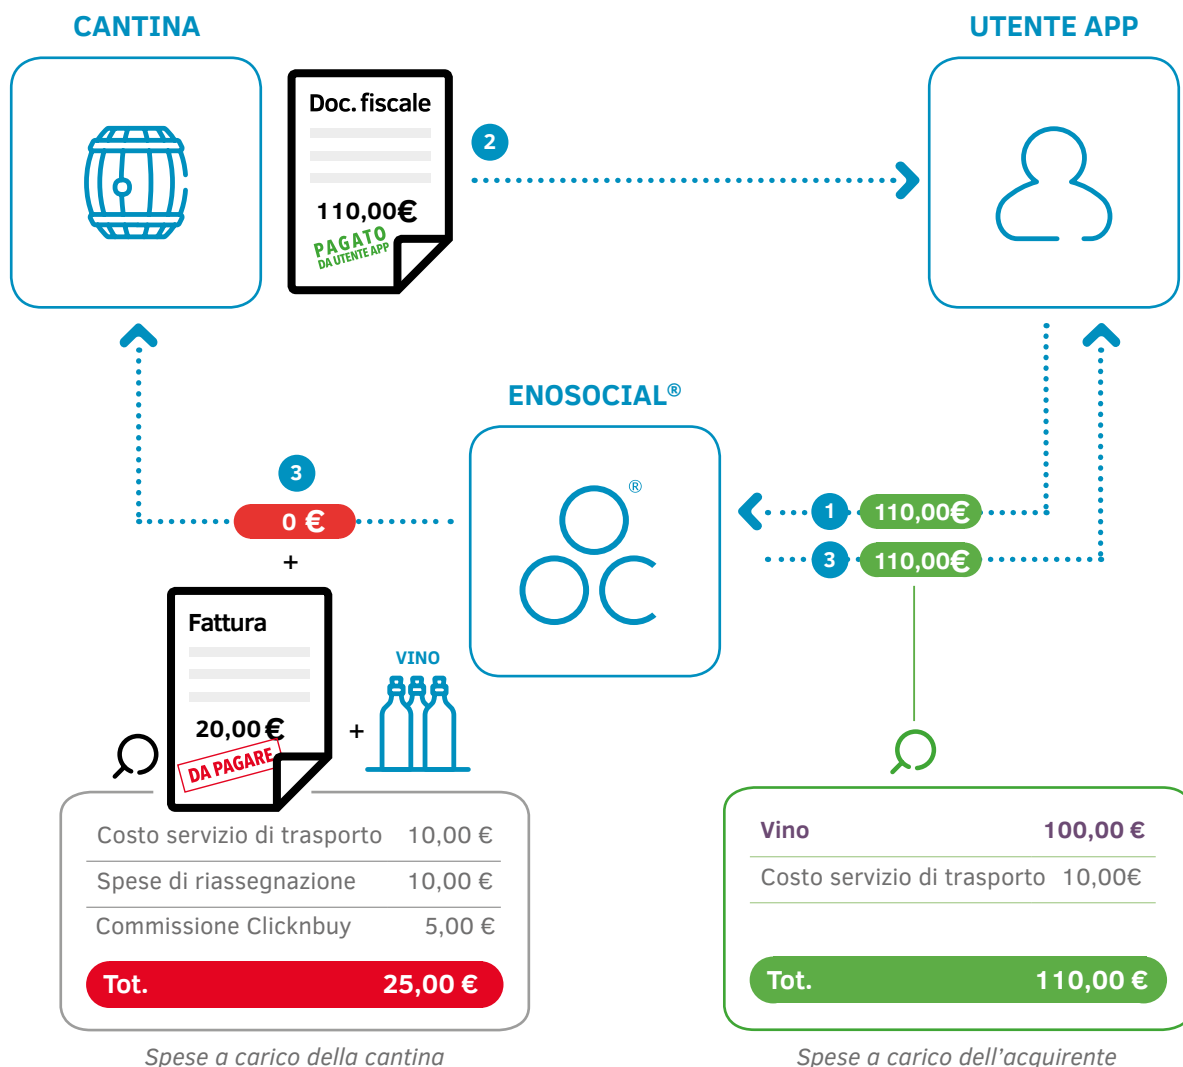 CANTINA
UTENTE APP
Doc. fiscale
110,00€
PAGATO
DA UTENTE APP
2
ENOSOCIAL®
®
3
0 €
+
1
110,00€
3
110,00€
Fattura
20,00€
DA PAGARE
+
VINO
Costo servizio di trasporto 10,00 €
Spese di riassegnazione 10,00 €
Commissione Clicknbuy 5,00 €
Tot. 25,00 €
Spese a carico della cantina
Vino 100,00 €
Costo servizio di trasporto 10,00€
Tot. 110,00 €
Spese a carico dell'acquirente